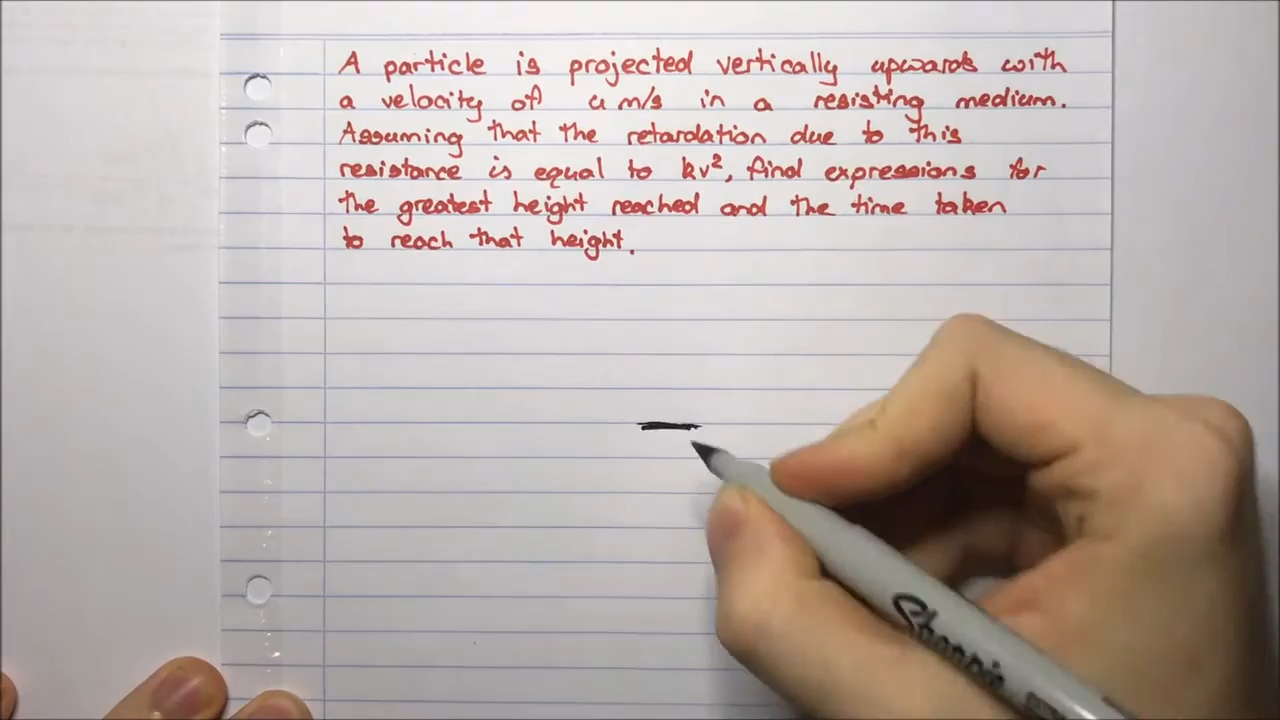 A particle is projected vertically upwards with
a velocity of u m/s in a resisting medium.
Assuming that the retardation due to this
resistance is equal to kv², find expressions for
the greatest height reached and the time taken
to reach that height.
Sharpie